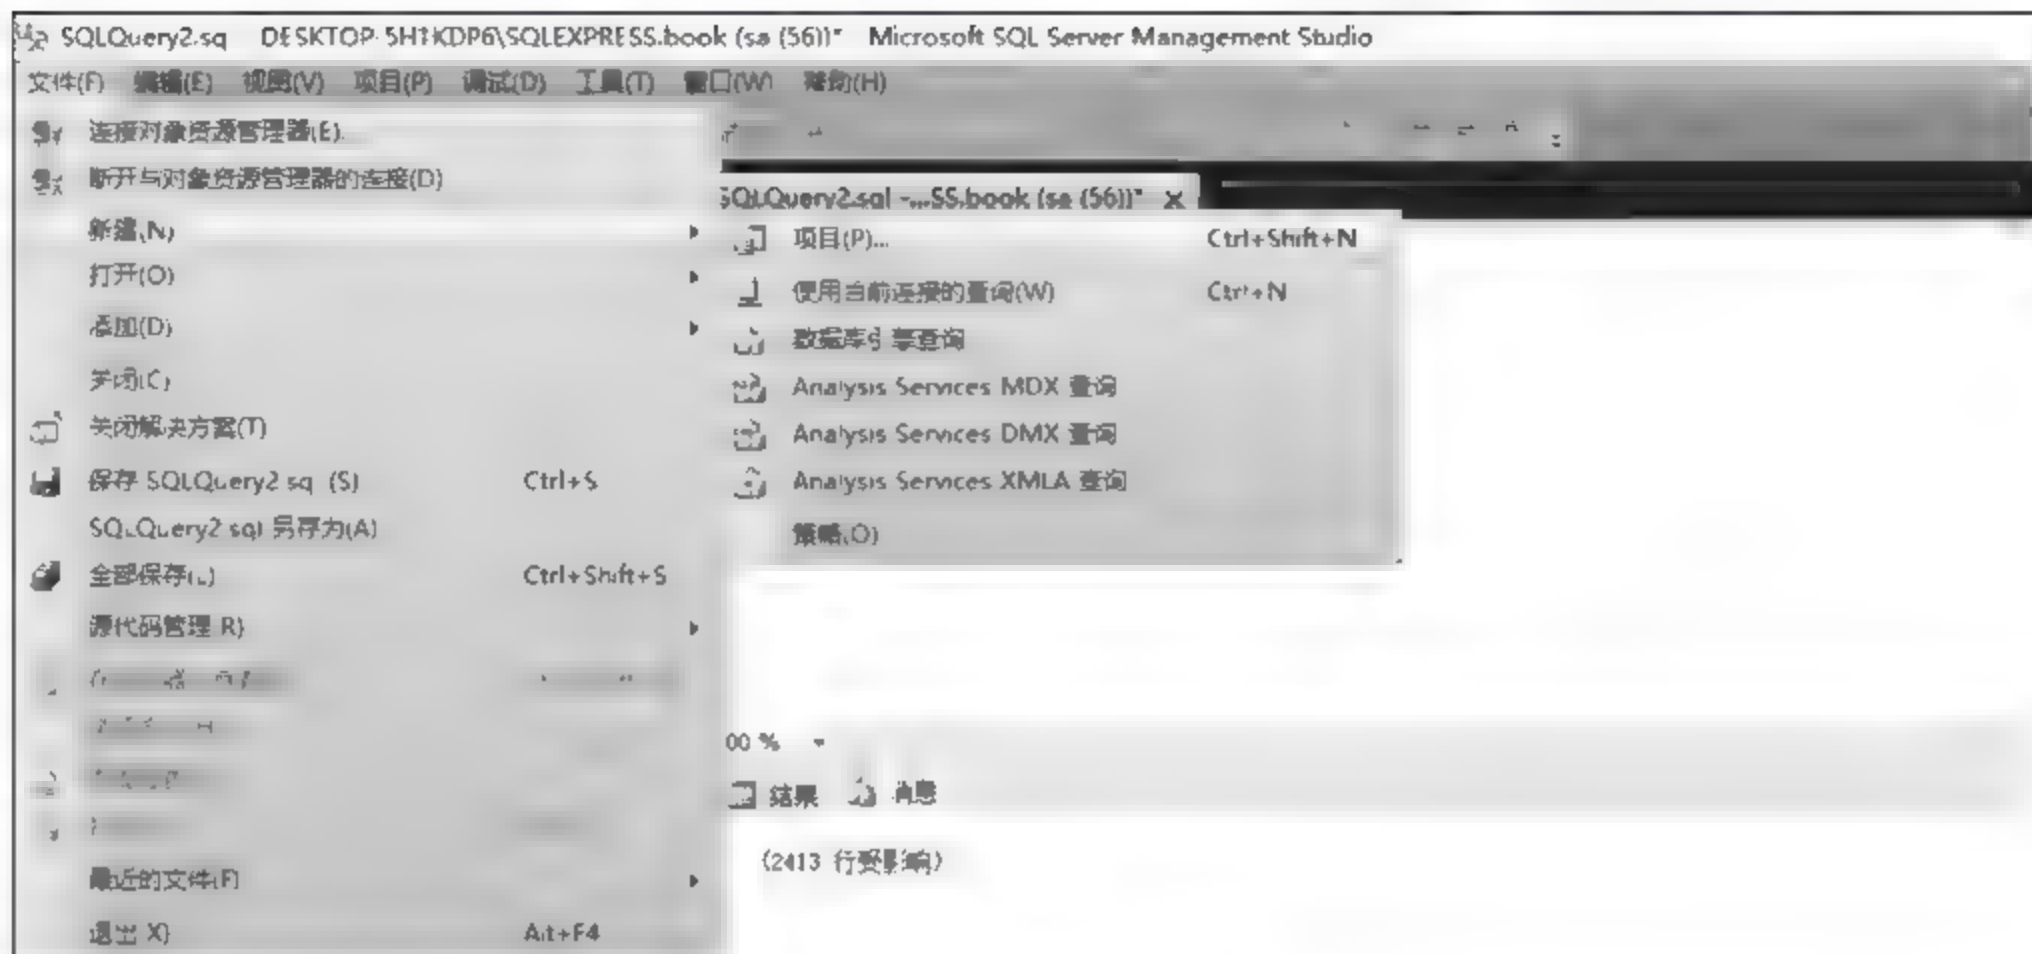 SQLQuery2.sq DESKTOP 5H1KDP6\SQLEXPRESS.book (sa (56))* Microsoft SQL Server Management Studio
文件(F) 编辑(E) 视图(V) 项目(P) 调试(D) 工具(T) 窗口(W) 帮助(H)
连接对象资源管理器(E)
断开与对象资源管理器的连接(D)
SQLQuery2.sql -...SS.book (sa (56))* X
新建(N)
项目(P)... Ctrl+Shift+N
打开(O)
使用当前连接的查询(W) Ctrl+N
添加(D)
数据库引擎查询
关闭(C)
Analysis Services MDX 查询
关闭解决方案(T)
Analysis Services DMX 查询
保存 SQLQuery2 sq (S) Ctrl+S
Analysis Services XMLA 查询
SQLQuery2 sql 另存为(A)
策略(O)
全部保存(L) Ctrl+Shift+S
源代码管理 R)
00 %
结果 消息
(2413 行受影响)
最近的文件(F)
退出 X) Alt+F4